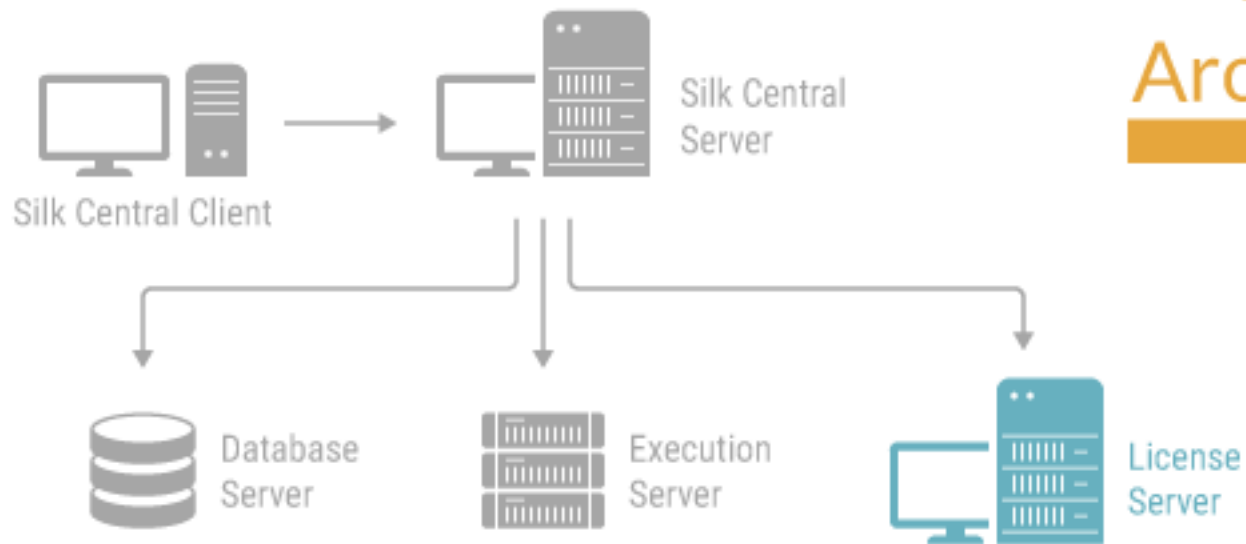 Silk Central
Server
Silk Central Client
Database
Server
Execution
Server
License
Server